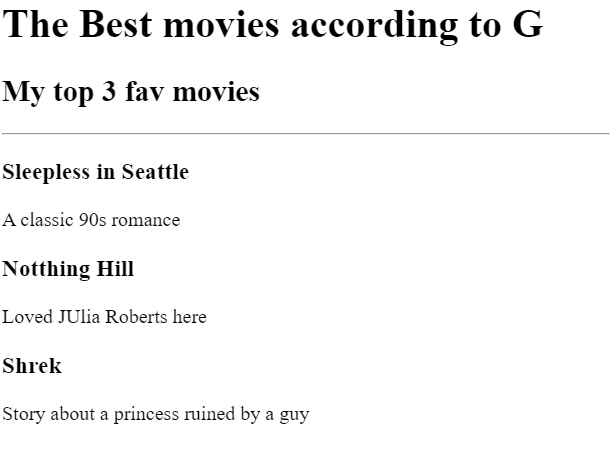 The Best movies according to G
My top 3 fav movies
Sleepless in Seattle
A classic 90s romance
Notthing Hill
Loved JUlia Roberts here
Shrek
Story about a princess ruined by a guy